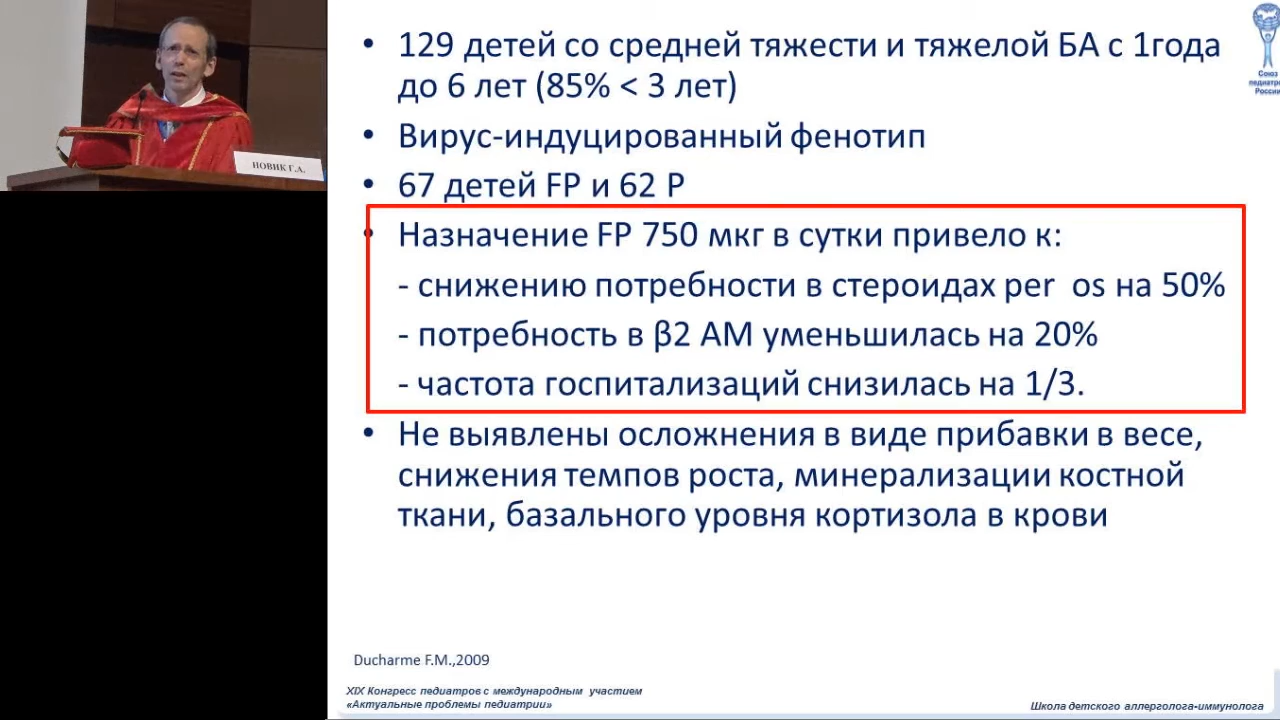 НОВИК Г.А.
• 129 детей со средней тяжести и тяжелой БА с 1года
до 6 лет (85% < 3 лет)
• Вирус-индуцированный фенотип
• 67 детей FP и 62 P
• Назначение FP 750 мкг в сутки привело к:
- снижению потребности в стероидах per os на 50%
- потребность в β2 АМ уменьшилась на 20%
- частота госпитализаций снизилась на 1/3.
• Не выявлены осложнения в виде прибавки в весе,
снижения темпов роста, минерализации костной
ткани, базального уровня кортизола в крови
Союз
педиатро
России
Ducharme F.M.,2009
XIX Конгресс педиатров с международным участием
«Актуальные проблемы педиатрии»
Школа детского аллерголога-иммунолога